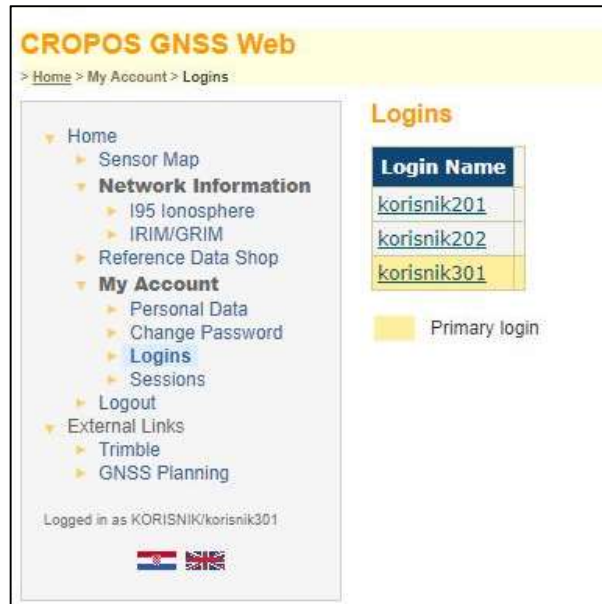 CROPOS GNSS Web
> Home > My Account > Logins
Home
Sensor Map
Network Information
I95 Ionosphere
IRIM/GRIM
Reference Data Shop
My Account
Personal Data
Change Password
Logins
Sessions
Logout
External Links
Trimble
GNSS Planning
Logged in as KORISNIK/korisnik301
Logins
Login Name
korisnik201
korisnik202
korisnik301
Primary login